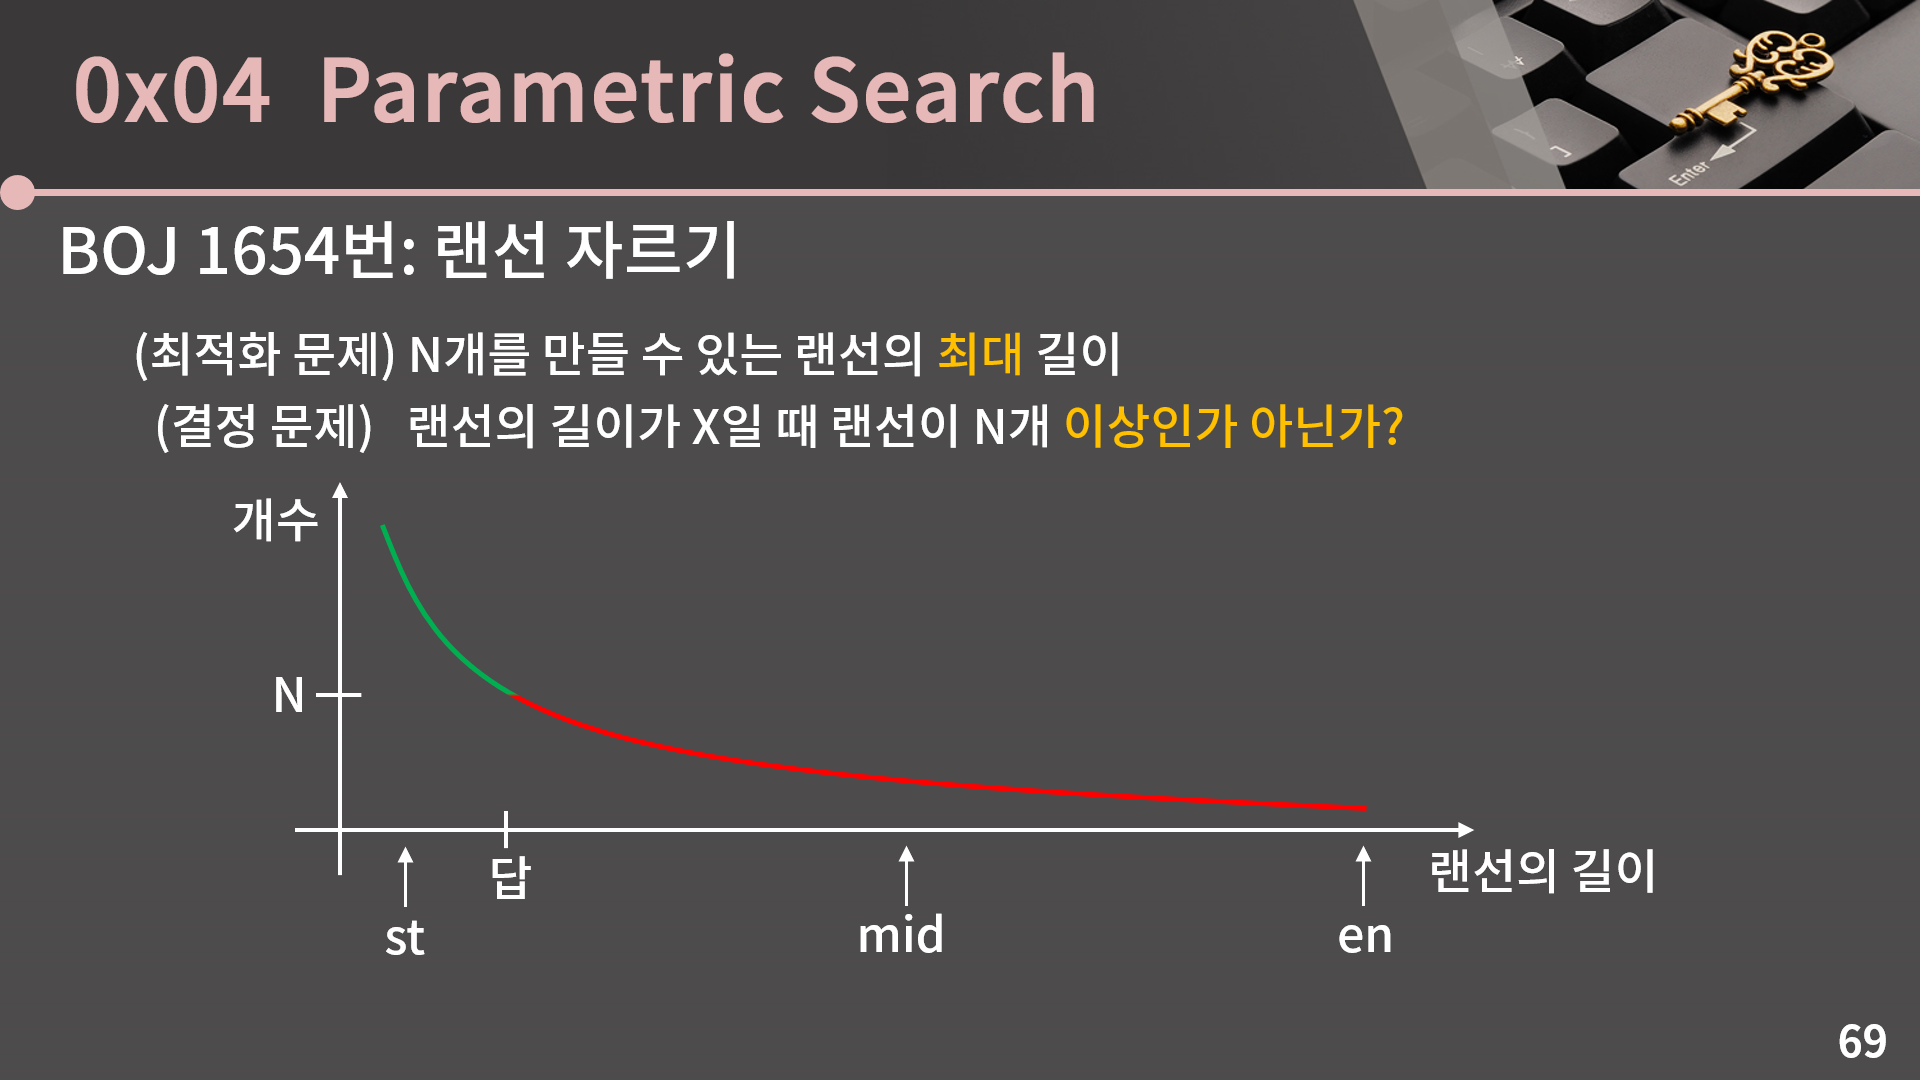 0x04 Parametric Search
Enter
BOJ 1654번: 랜선 자르기
(최적화 문제) N개를 만들 수 있는 랜선의 최대 길이
(결정 문제) 랜선의 길이가 X일 때 랜선이 N개 이상인가 아닌가?
개수
N
답
랜선의 길이
st
mid
en
69